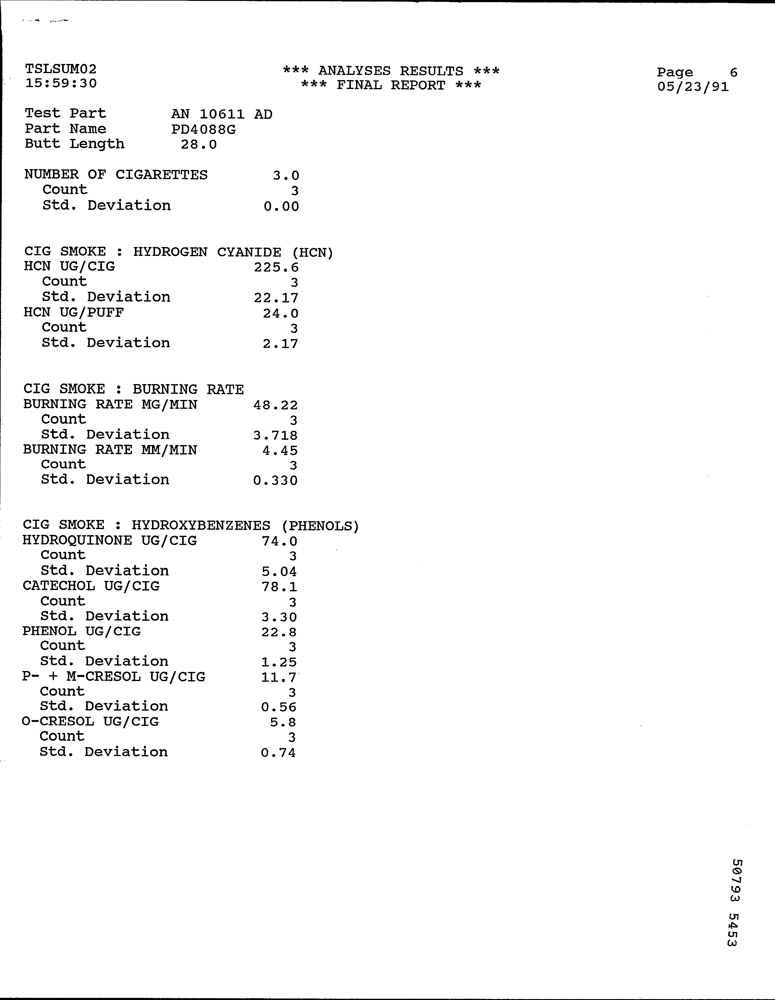 TSLSUM02 *** ANALYSES RESULTS *** Page 6
15:59:30 *** FINAL REPORT *** 05/23/91
Test Part AN 10611 AD
Part Name PD4088G
Butt Length 28.0
NUMBER OF CIGARETTES 3.0
Count 3
Std. Deviation 0.00
CIG SMOKE : HYDROGEN CYANIDE (HCN)
HCN UG/CIG 225.6
Count 3
Std. Deviation 22.17
HCN UG/PUFF 24.0
Count 3
Std. Deviation 2.17
CIG SMOKE : BURNING RATE
BURNING RATE MG/MIN 48.22
Count 3
Std. Deviation 3.718
BURNING RATE MM/MIN 4.45
Count 3
Std. Deviation 0.330
CIG SMOKE : HYDROXYBENZENES (PHENOLS)
HYDROQUINONE UG/CIG 74.0
Count 3
Std. Deviation 5.04
CATECHOL UG/CIG 78.1
Count 3
Std. Deviation 3.30
PHENOL UG/CIG 22.8
Count 3
Std. Deviation 1.25
P- + M-CRESOL UG/CIG 11.7
Count 3
Std. Deviation 0.56
O-CRESOL UG/CIG 5.8
Count 3
Std. Deviation 0.74
50793 5453